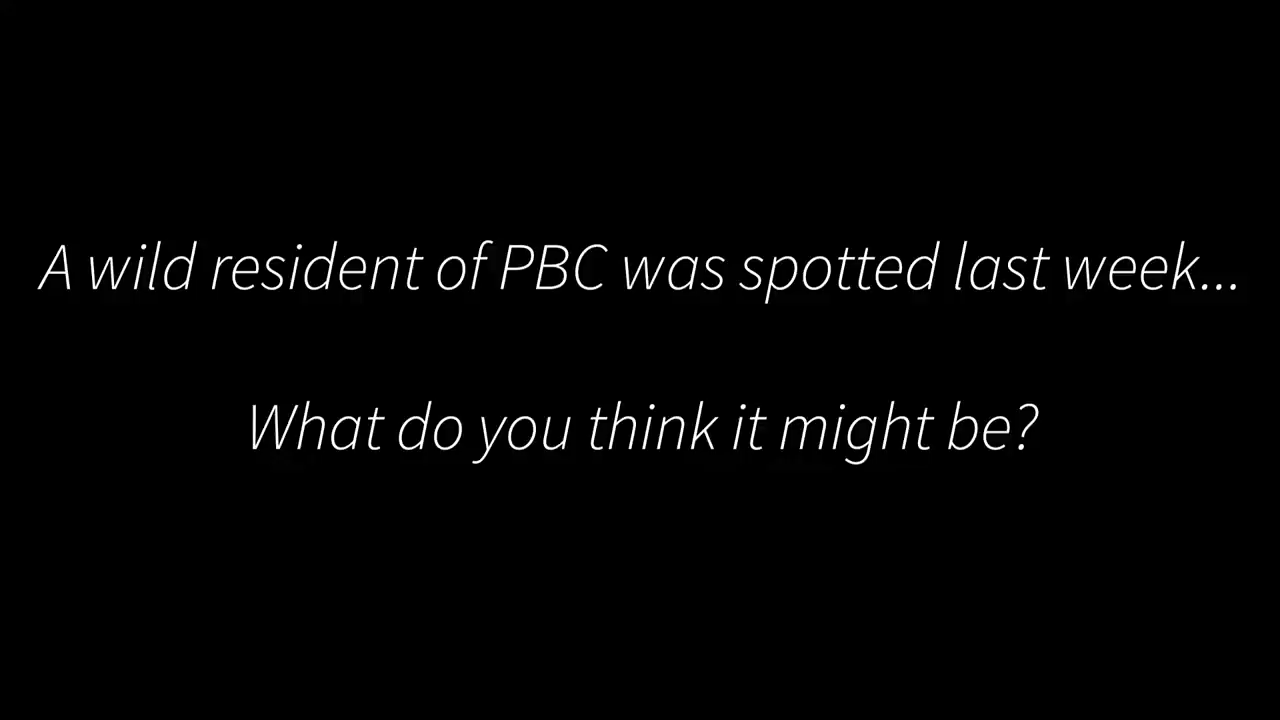 A wild resident of PBC was spotted last week...
What do you think it might be?